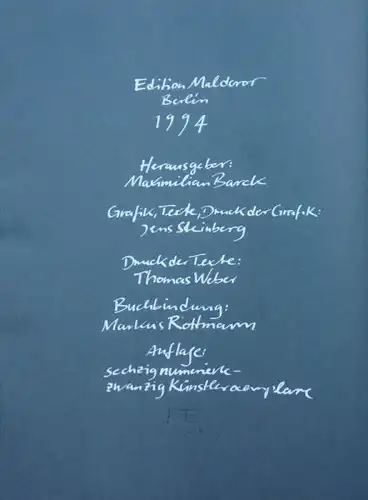 Edition Maldoror
Berlin
1994
Herausgeber:
Maximilian Barck
Grafik, Texte, Druck der Grafik:
Jens Steinberg
Druck der Texte:
Thomas Weber
Buchbindung:
Markus Rottmann
Auflage:
sechzig numerierte –
zwanzig Künstlerexemplare